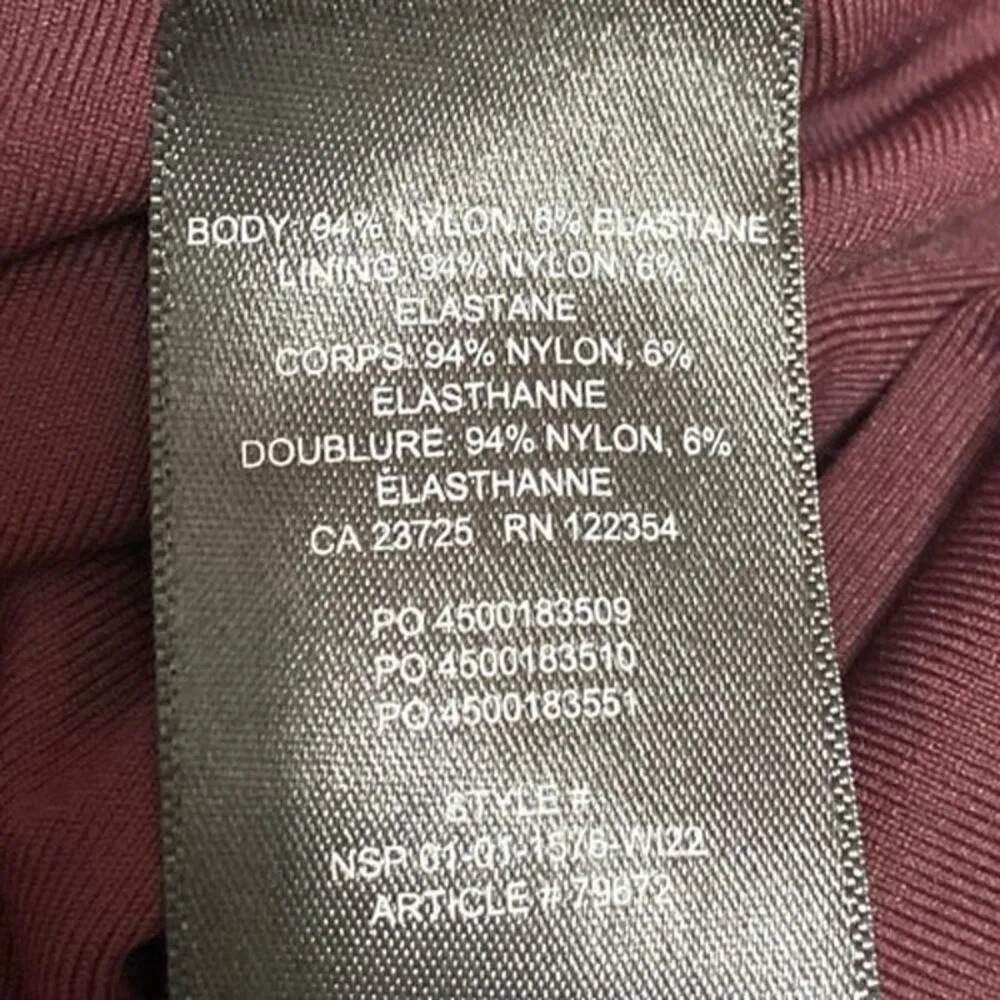 BODY: 94% NYLON, 6% ELASTANE
LINING: 94% NYLON, 6%
ELASTANE
CORPS: 94% NYLON, 6%
ÉLASTHANNE
DOUBLURE: 94% NYLON, 6%
ÉLASTHANNE
CA 23725 RN 122354
PO 4500183509
PO 4500183510
PO 4500183551
STYLE #
NSP 01-01-1576-WI22
ARTICLE # 79672